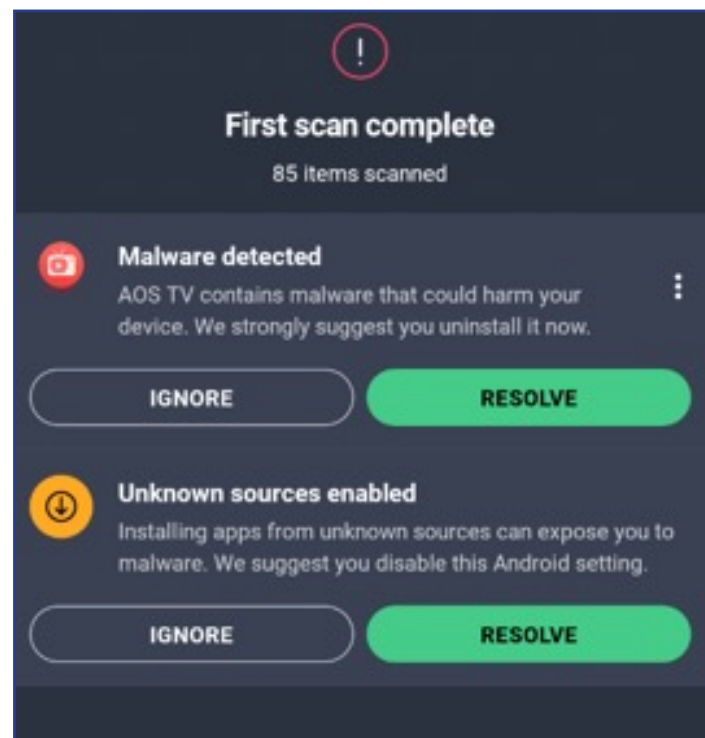 First scan complete
85 items scanned
Malware detected
AOS TV contains malware that could harm your
device. We strongly suggest you uninstall it now.
IGNORE
RESOLVE
Unknown sources enabled
Installing apps from unknown sources can expose you to
malware. We suggest you disable this Android setting.
IGNORE
RESOLVE